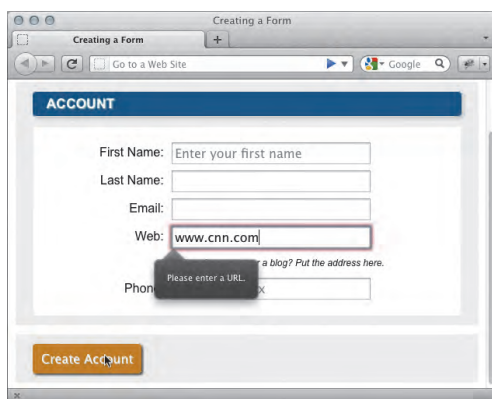 Creating a Form
Creating a Form
Go to a Web Site
Google
ACCOUNT
First Name: Enter your first name
Last Name:
Email:
Web: www.cnn.com
Please enter a URL.
a blog? Put the address here.
Phon x
Create Account